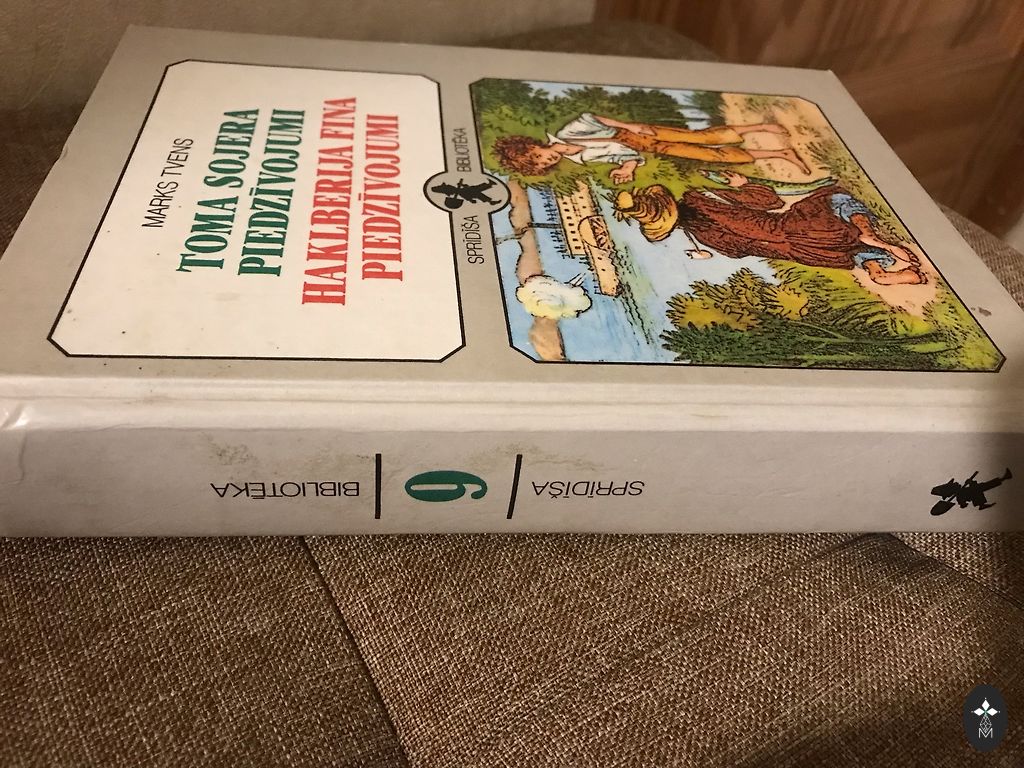 MARKS TVENS
TOMA SOJERA
PIEDZĪVOJUMI
HAKLBERIJA FINA
PIEDZĪVOJUMI
SPRĪDĪŠA BIBLIOTĒKA
SPRĪDĪŠA
9
BIBLIOTĒKA
M